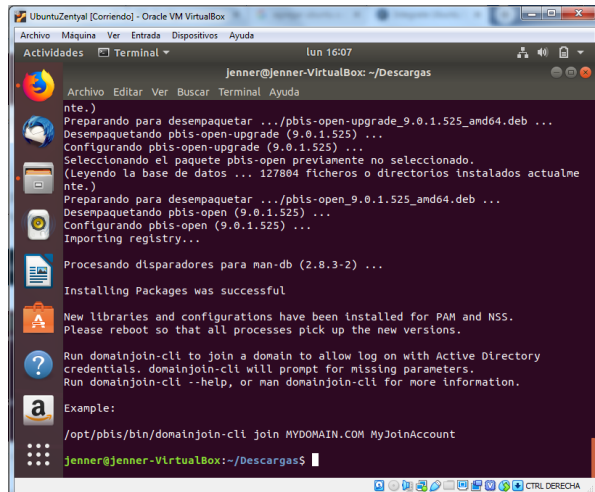 UbuntuZentyal [Corriendo] - Oracle VM VirtualBox
Archivo Máquina Ver Entrada Dispositivos Ayuda
Actividades Terminal lun 16:07
jenner@jenner-VirtualBox: ~/Descargas
Archivo Editar Ver Buscar Terminal Ayuda
nte.)
Preparando para desempaquetar .../pbis-open-upgrade_9.0.1.525_amd64.deb ...
Desempaquetando pbis-open-upgrade (9.0.1.525) ...
Configurando pbis-open-upgrade (9.0.1.525) ...
Seleccionando el paquete pbis-open previamente no seleccionado.
(Leyendo la base de datos ... 127804 ficheros o directorios instalados actualme
nte.)
Preparando para desempaquetar .../pbis-open_9.0.1.525_amd64.deb ...
Desempaquetando pbis-open (9.0.1.525) ...
Configurando pbis-open (9.0.1.525) ...
Importing registry...
Procesando disparadores para man-db (2.8.3-2) ...
Installing Packages was successful
New libraries and configurations have been installed for PAM and NSS.
Please reboot so that all processes pick up the new versions.
Run domainjoin-cli to join a domain to allow log on with Active Directory
credentials. domainjoin-cli will prompt for missing parameters.
Run domainjoin-cli --help, or man domainjoin-cli for more information.
Example:
/opt/pbis/bin/domainjoin-cli join MYDOMAIN.COM MyJoinAccount
jenner@jenner-VirtualBox:~/Descargas$
CTRL DERECHA